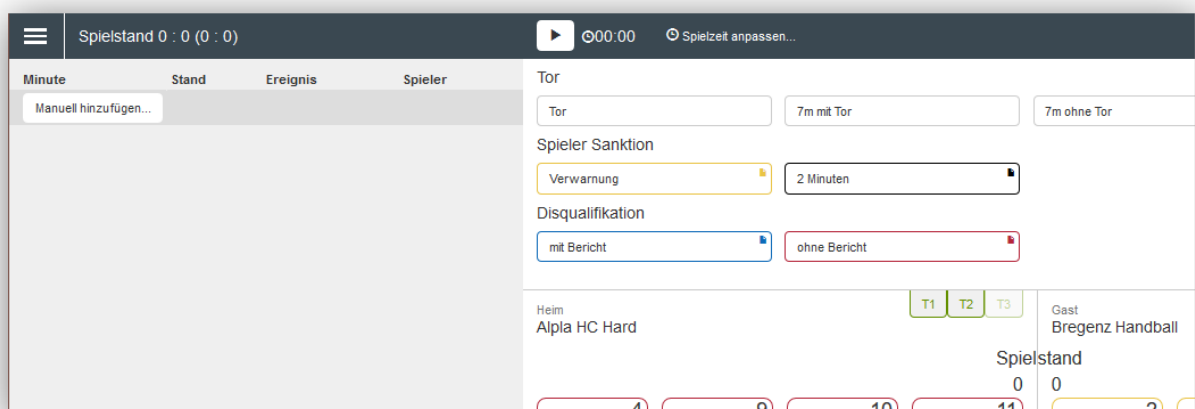 Spielstand 0 : 0 (0 : 0)
00:00 Spielzeit anpassen...
Minute Stand Ereignis Spieler
Manuell hinzufügen...
Tor
Tor 7m mit Tor 7m ohne Tor
Spieler Sanktion
Verwarnung 2 Minuten
Disqualifikation
mit Bericht ohne Bericht
T1 T2 T3
Heim
Alpla HC Hard
Gast
Bregenz Handball
Spielstand
0 0
4 9 10 11 2